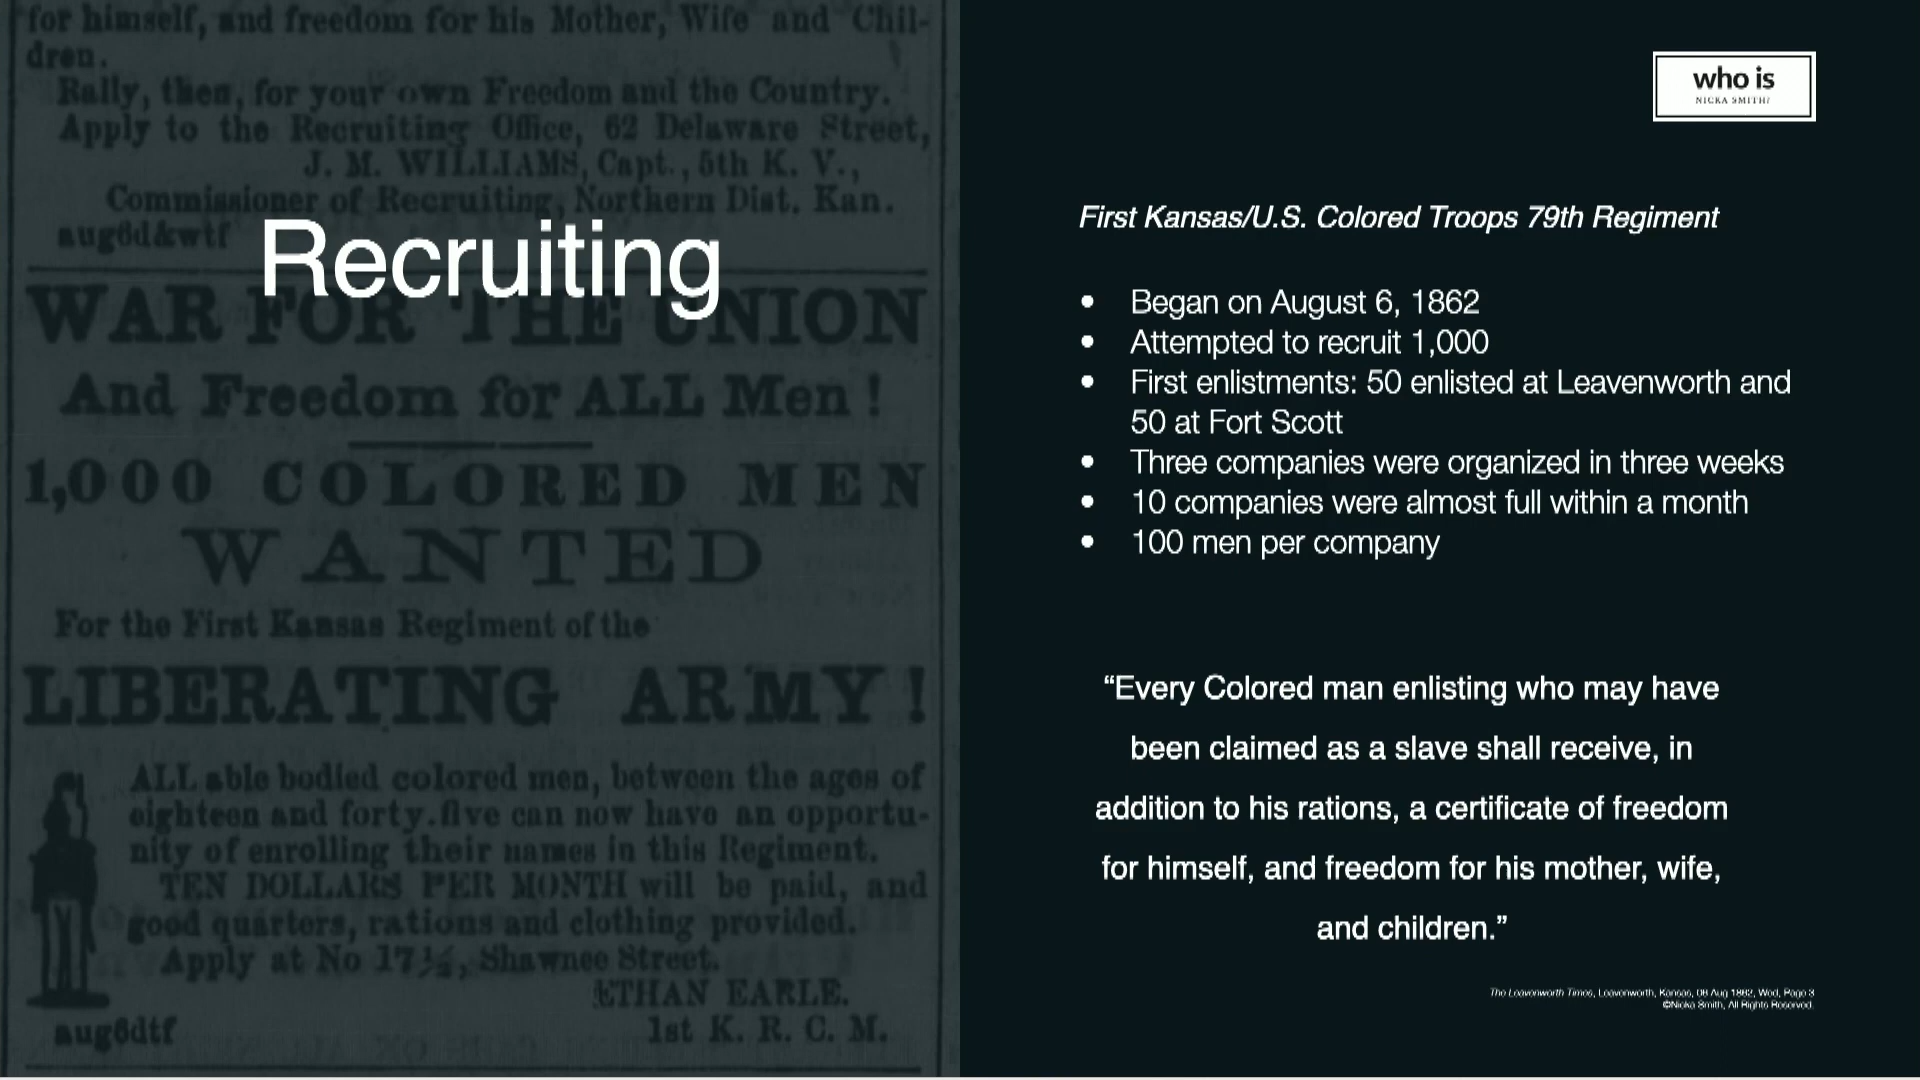 for himself, and freedom for his Mother, Wife and Chil-
dren.
Rally, then, for your own Freedom and the Country.
Apply to the Recruiting Office, 62 Delaware Street,
J. M. WILLIAMS, Capt., 5th K. V.,
Commissioner of Recruiting, Northern Dist. Kan.
aug6d&wtf
Recruiting
WAR FOR THE UNION
And Freedom for ALL Men !
1,000 COLORED MEN
WANTED
For the First Kansas Regiment of the
LIBERATING ARMY !
ALL able bodied colored men, between the ages of
eighteen and forty-five can now have an opportu-
nity of enrolling their names in this Regiment.
TEN DOLLARS PER MONTH will be paid, and
good quarters, rations and clothing provided.
Apply at No 17½, Shawnee Street.
ETHAN EARLE.
1st K. R. C. M.
aug6dtf
who is
NICKA SMITH?
First Kansas/U.S. Colored Troops 79th Regiment
• Began on August 6, 1862
• Attempted to recruit 1,000
• First enlistments: 50 enlisted at Leavenworth and
50 at Fort Scott
• Three companies were organized in three weeks
• 10 companies were almost full within a month
• 100 men per company
“Every Colored man enlisting who may have
been claimed as a slave shall receive, in
addition to his rations, a certificate of freedom
for himself, and freedom for his mother, wife,
and children.”
The Leavenworth Times, Leavenworth, Kansas, 08 Aug 1862, Wed, Page 3
©Nicka Smith, All Rights Reserved.